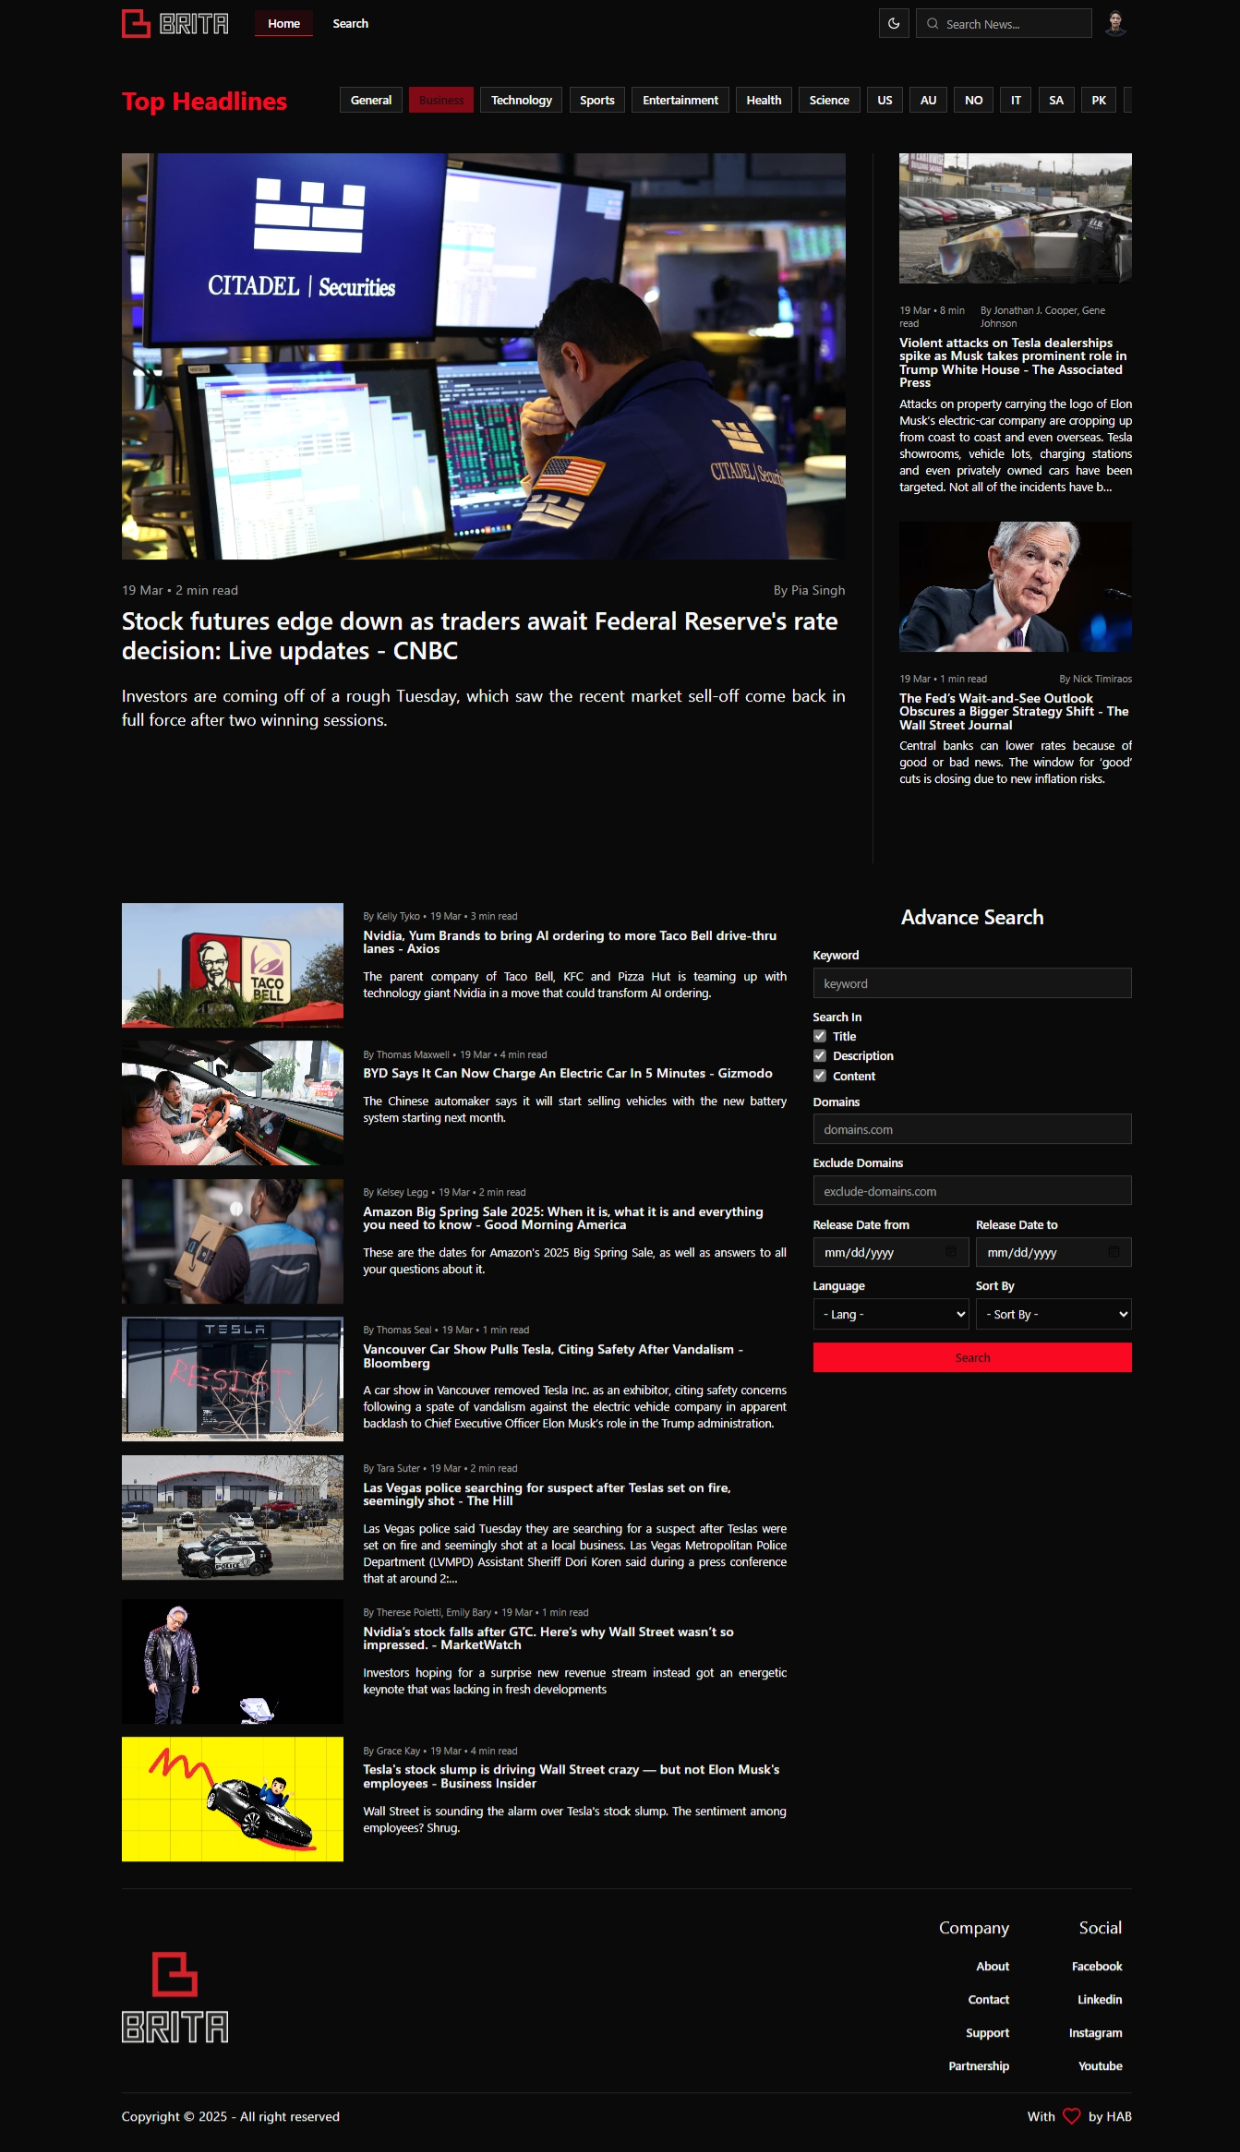 BRITA
Home
Search
Search News...
Top Headlines
General
Business
Technology
Sports
Entertainment
Health
Science
US
AU
NO
IT
SA
PK
CITADEL | Securities
CITADEL | Securi
19 Mar • 2 min read
By Pia Singh
Stock futures edge down as traders await Federal Reserve's rate
decision: Live updates - CNBC
Investors are coming off of a rough Tuesday, which saw the recent market sell-off come back in
full force after two winning sessions.
19 Mar • 8 min
read
By Jonathan J. Cooper, Gene
Johnson
Violent attacks on Tesla dealerships
spike as Musk takes prominent role in
Trump White House - The Associated
Press
Attacks on property carrying the logo of Elon
Musk's electric-car company are cropping up
from coast to coast and even overseas. Tesla
showrooms, vehicle lots, charging stations
and even privately owned cars have been
targeted. Not all of the incidents have b...
19 Mar • 1 min read
By Nick Timiraos
The Fed's Wait-and-See Outlook
Obscures a Bigger Strategy Shift - The
Wall Street Journal
Central banks can lower rates because of
good or bad news. The window for ‘good’
cuts is closing due to new inflation risks.
TACO
BELL
By Kelly Tyko • 19 Mar • 3 min read
Nvidia, Yum Brands to bring AI ordering to more Taco Bell drive-thru
lanes - Axios
The parent company of Taco Bell, KFC and Pizza Hut is teaming up with
technology giant Nvidia in a move that could transform AI ordering.
By Thomas Maxwell • 19 Mar • 4 min read
BYD Says It Can Now Charge An Electric Car In 5 Minutes - Gizmodo
The Chinese automaker says it will start selling vehicles with the new battery
system starting next month.
By Kelsey Legg • 19 Mar • 2 min read
Amazon Big Spring Sale 2025: When it is, what it is and everything
you need to know - Good Morning America
These are the dates for Amazon's 2025 Big Spring Sale, as well as answers to all
your questions about it.
TESLA
RESIST
By Thomas Seal • 19 Mar • 1 min read
Vancouver Car Show Pulls Tesla, Citing Safety After Vandalism -
Bloomberg
A car show in Vancouver removed Tesla Inc. as an exhibitor, citing safety concerns
following a spate of vandalism against the electric vehicle company in apparent
backlash to Chief Executive Officer Elon Musk's role in the Trump administration.
By Tara Suter • 19 Mar • 2 min read
Las Vegas police searching for suspect after Teslas set on fire,
seemingly shot - The Hill
Las Vegas police said Tuesday they are searching for a suspect after Teslas were
set on fire and seemingly shot at a local business. Las Vegas Metropolitan Police
Department (LVMPD) Assistant Sheriff Dori Koren said during a press conference
that at around 2:...
By Therese Poletti, Emily Bary • 19 Mar • 1 min read
Nvidia's stock falls after GTC. Here's why Wall Street wasn't so
impressed. - MarketWatch
Investors hoping for a surprise new revenue stream instead got an energetic
keynote that was lacking in fresh developments
By Grace Kay • 19 Mar • 4 min read
Tesla's stock slump is driving Wall Street crazy — but not Elon Musk's
employees - Business Insider
Wall Street is sounding the alarm over Tesla's stock slump. The sentiment among
employees? Shrug.
Advance Search
Keyword
keyword
Search In
Title
Description
Content
Domains
domains.com
Exclude Domains
exclude-domains.com
Release Date from
Release Date to
mm/dd/yyyy
mm/dd/yyyy
Language
Sort By
- Lang -
- Sort By -
Search
BRITA
Company
About
Contact
Support
Partnership
Social
Facebook
Linkedin
Instagram
Youtube
Copyright © 2025 - All right reserved
With
by HAB